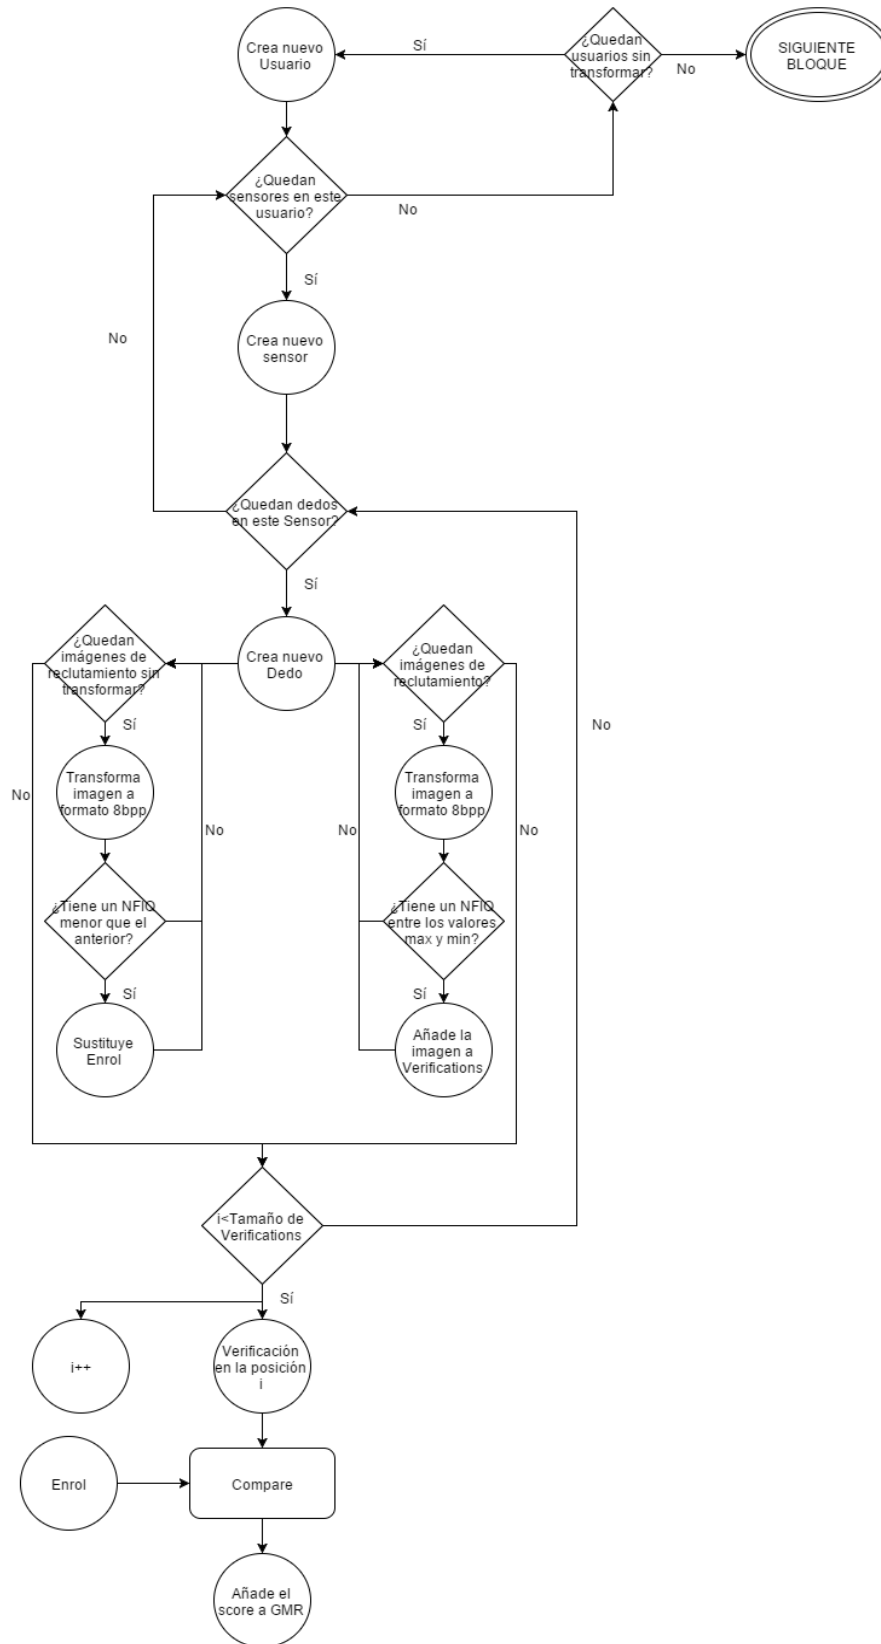 Crea nuevo
Usuario
Sí
¿Quedan
usuarios sin
transformar?
No
SIGUIENTE
BLOQUE
¿Quedan
sensores en este
usuario?
No
Sí
No
Crea nuevo
sensor
¿Quedan dedos
en este Sensor?
Sí
¿Quedan
imágenes de
reclutamiento sin
transformar?
Crea nuevo
Dedo
¿Quedan
imágenes de
reclutamiento?
Sí
Sí
No
Transforma
imagen a
formato 8bpp
Transforma
imagen a
formato 8bpp
No
No
No
No
¿Tiene un NFIQ
menor que el
anterior?
¿Tiene un NFIQ
entre los valores
max y min?
Sí
Sí
Sustituye
Enrol
Añade la
imagen a
Verifications
i<Tamaño de
Verifications
Sí
i++
Verificación
en la posición
i
Enrol
Compare
Añade el
score a GMR